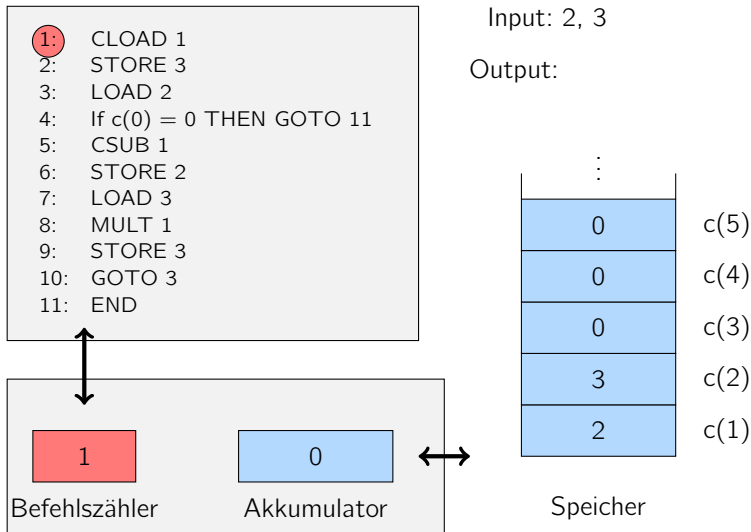 1: CLOAD 1
2: STORE 3
3: LOAD 2
4: If c(0) = 0 THEN GOTO 11
5: CSUB 1
6: STORE 2
7: LOAD 3
8: MULT 1
9: STORE 3
10: GOTO 3
11: END
Input: 2, 3
Output:
⋮
0 c(5)
0 c(4)
0 c(3)
3 c(2)
2 c(1)
Speicher
1
Befehlszähler
0
Akkumulator